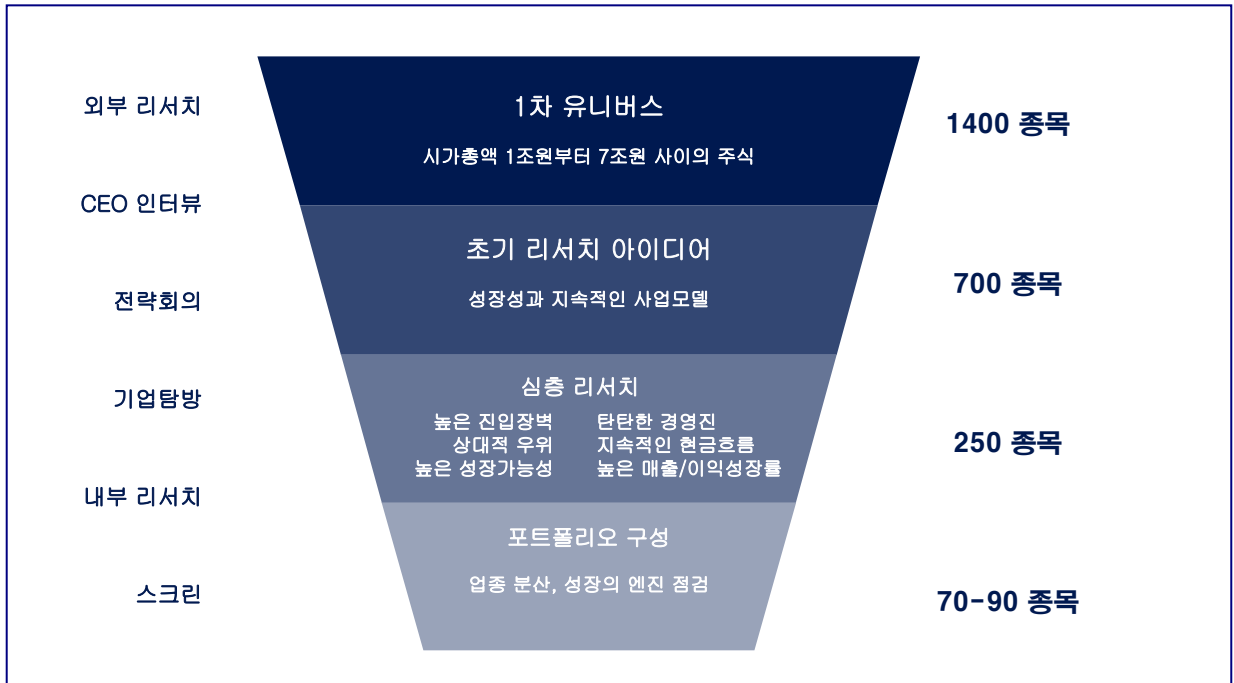 외부 리서치
CEO 인터뷰
전략회의
기업탐방
내부 리서치
스크린
1차 유니버스
시가총액 1조원부터 7조원 사이의 주식
초기 리서치 아이디어
성장성과 지속적인 사업모델
심층 리서치
높은 진입장벽 탄탄한 경영진
상대적 우위 지속적인 현금흐름
높은 성장가능성 높은 매출/이익성장률
포트폴리오 구성
업종 분산, 성장의 엔진 점검
1400 종목
700 종목
250 종목
70-90 종목